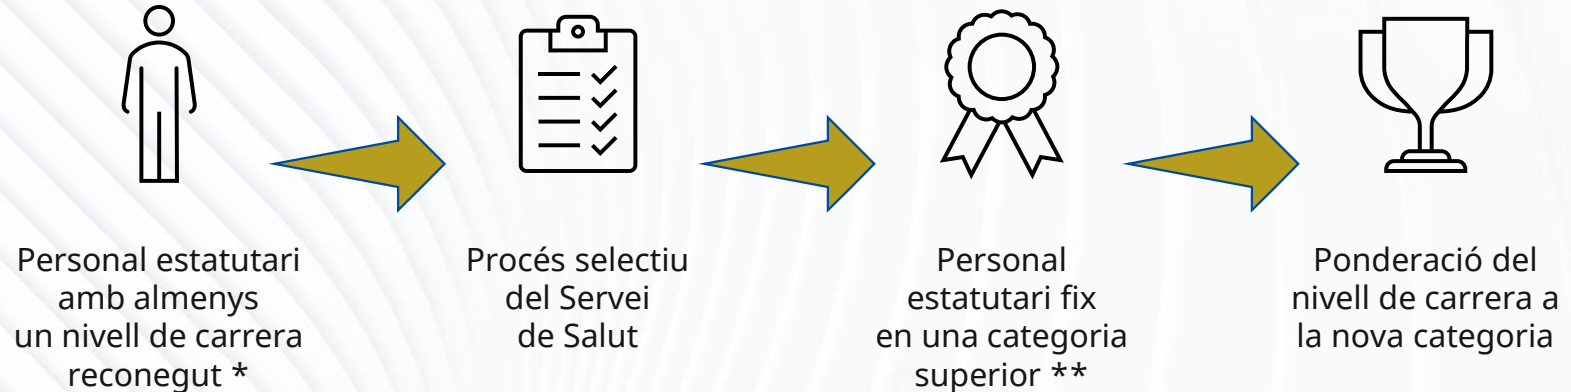 Personal estatutari
amb almenys
un nivell de carrera
reconegut *
Procés selectiu
del Servei
de Salut
Personal
estatutari fix
en una categoria
superior **
Ponderació del
nivell de carrera a
la nova categoria